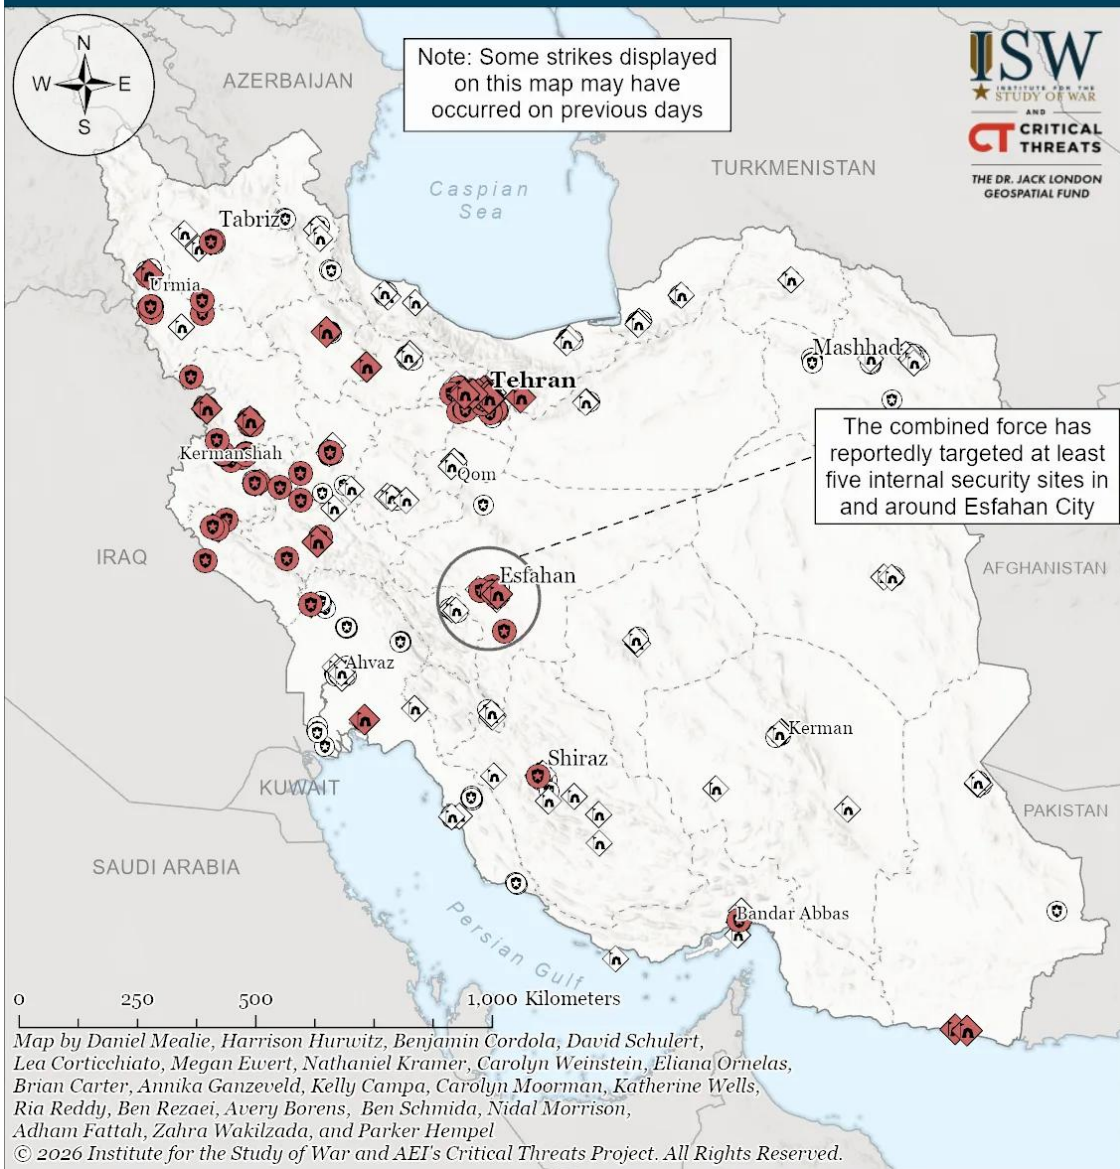 N
W
E
S
AZERBAIJAN
Note: Some strikes displayed
on this map may have
occurred on previous days
ISW
INSTITUTE FOR THE
STUDY OF WAR
AND
CT CRITICAL
THREATS
THE DR. JACK LONDON
GEOSPATIAL FUND
TURKMENISTAN
Caspian
Sea
Tabriz
Urmia
Mashhad
Tehran
The combined force has
reportedly targeted at least
five internal security sites in
and around Esfahan City
Kermanshah
Qom
IRAQ
AFGHANISTAN
Esfahan
Ahvaz
Kerman
Shiraz
KUWAIT
PAKISTAN
SAUDI ARABIA
Bandar Abbas
Persian Gulf
0 250 500 1,000 Kilometers
Map by Daniel Mealie, Harrison Hurwitz, Benjamin Cordola, David Schulert,
Lea Corticchiato, Megan Ewert, Nathaniel Kramer, Carolyn Weinstein, Eliana Ornelas,
Brian Carter, Annika Ganzeveld, Kelly Campa, Carolyn Moorman, Katherine Wells,
Ria Reddy, Ben Rezaei, Avery Borens, Ben Schmida, Nidal Morrison,
Adham Fattah, Zahra Wakilzada, and Parker Hempel
© 2026 Institute for the Study of War and AEI's Critical Threats Project. All Rights Reserved.